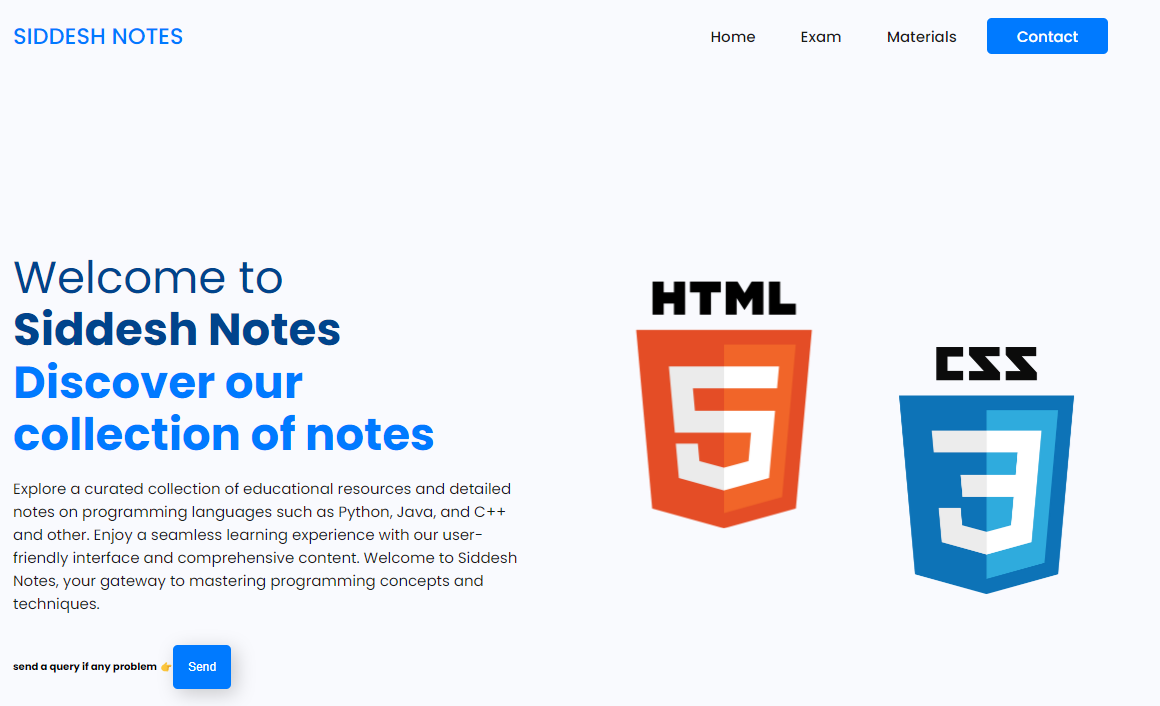 SIDDESH NOTES
Home Exam Materials Contact
Welcome to
Siddesh Notes
Discover our
collection of notes
HTML
5
CSS
3
Explore a curated collection of educational resources and detailed
notes on programming languages such as Python, Java, and C++
and other. Enjoy a seamless learning experience with our user-
friendly interface and comprehensive content. Welcome to Siddesh
Notes, your gateway to mastering programming concepts and
techniques.
send a query if any problem 👉 Send